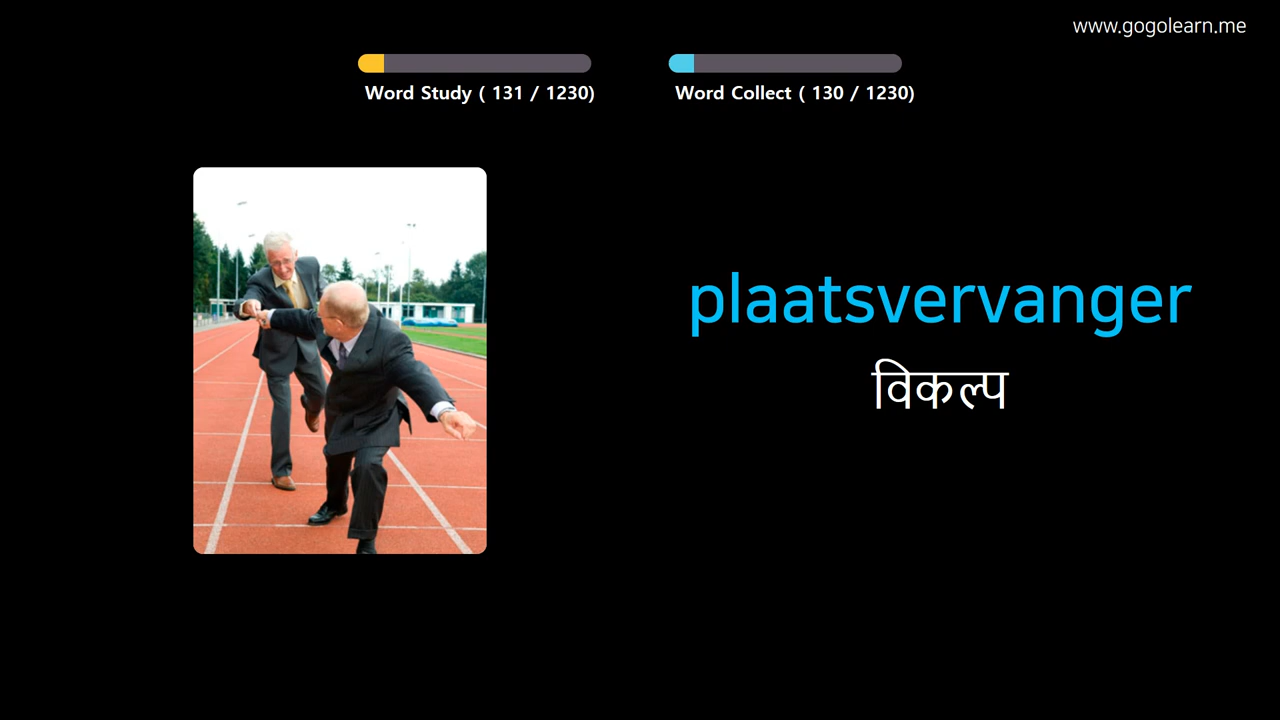 www.gogolearn.me
Word Study ( 131 / 1230)
Word Collect ( 130 / 1230)
plaatsvervanger
विकल्प